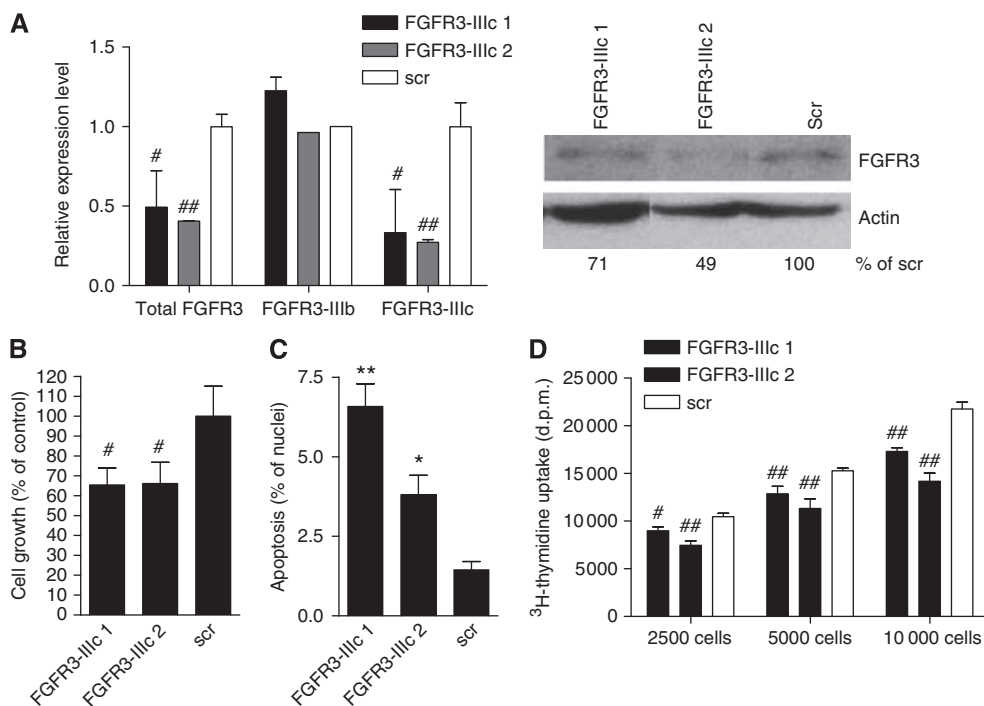 A
FGFR3-IIIc 1
FGFR3-IIIc 2
scr
Relative expression level
1.5
1.0
0.5
0.0
#
##
#
##
Total FGFR3
FGFR3-IIIb
FGFR3-IIIc
FGFR3-IIIc 1
FGFR3-IIIc 2
Scr
FGFR3
Actin
71 49 100 % of scr
B
Cell growth (% of control)
120
110
100
90
80
70
60
50
40
30
20
10
0
#
#
FGFR3-IIIc 1
FGFR3-IIIc 2
scr
C
Apoptosis (% of nuclei)
7.5
5.0
2.5
0.0
**
*
FGFR3-IIIc 1
FGFR3-IIIc 2
scr
D
FGFR3-IIIc 1
FGFR3-IIIc 2
scr
³H-thymidine uptake (d.p.m.)
25 000
20 000
15 000
10 000
5000
0
#
##
##
##
##
##
2500 cells
5000 cells
10 000 cells